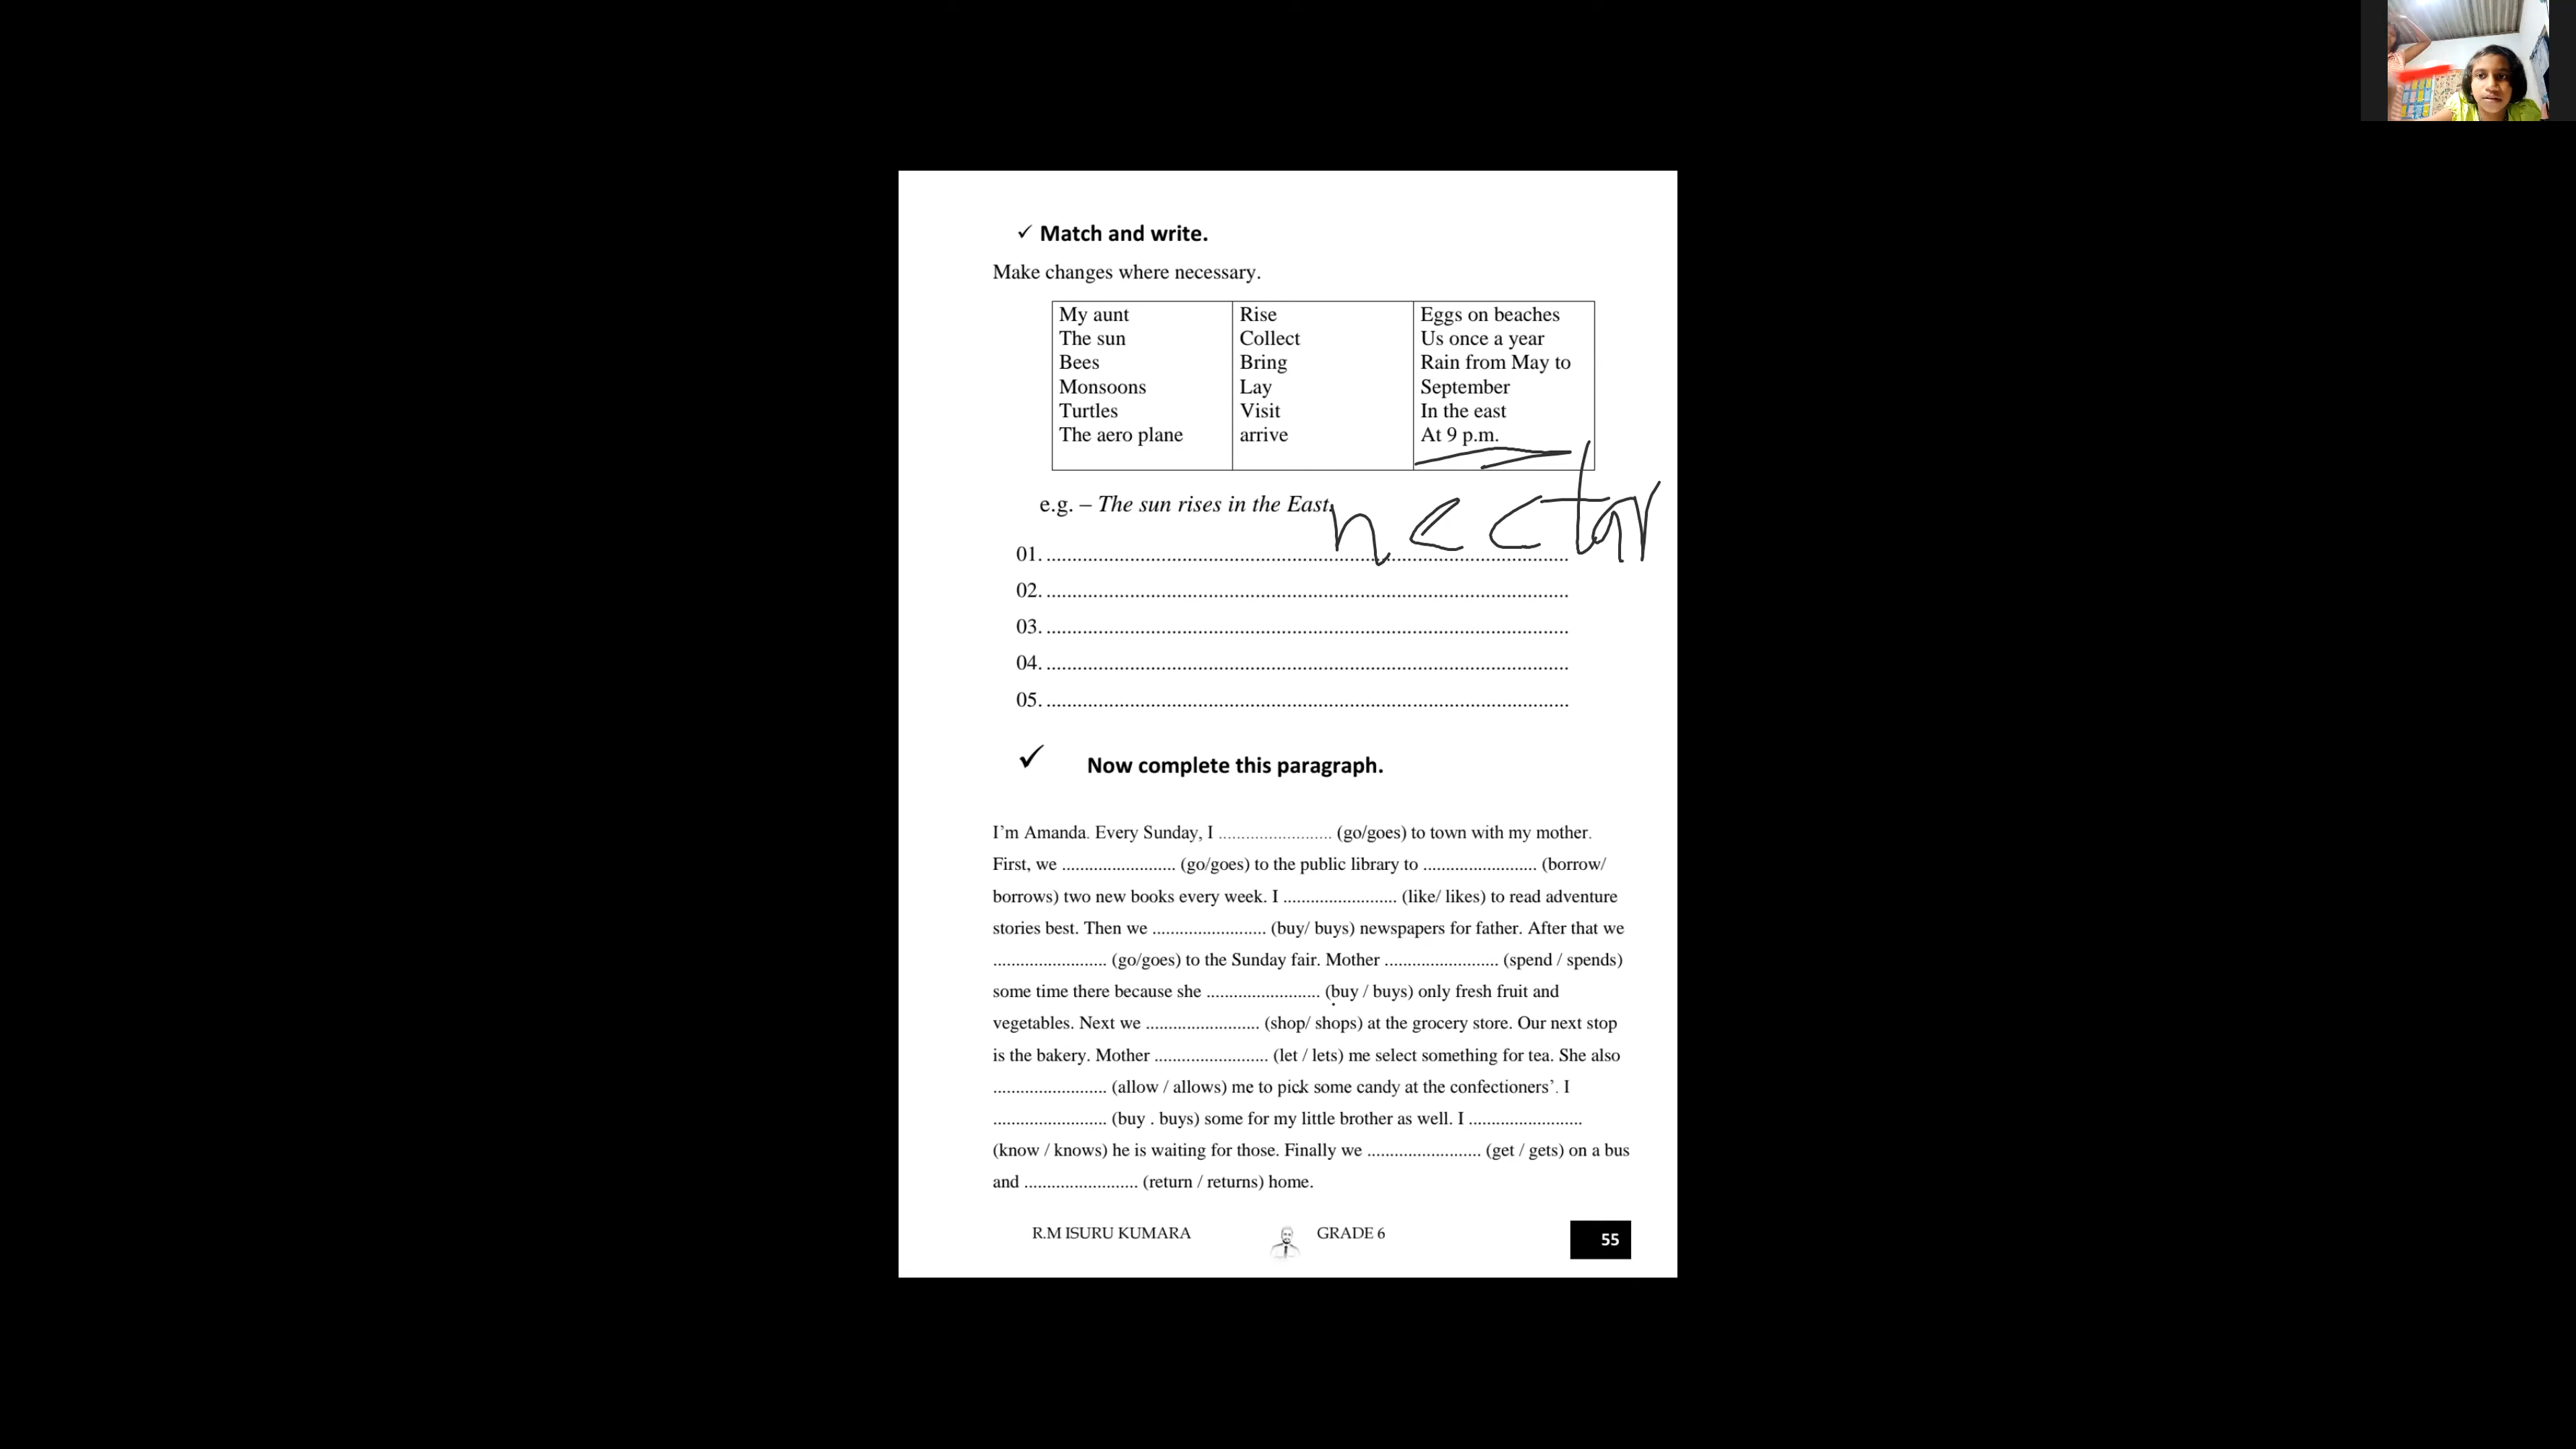 ✓ Match and write.
Make changes where necessary.
My aunt Rise Eggs on beaches
The sun Collect Us once a year
Bees Bring Rain from May to
Monsoons Lay September
Turtles Visit In the east
The aero plane arrive At 9 p.m.
e.g. – The sun rises in the East.
nectar
01. ....................................................................................................
02. ....................................................................................................
03. ....................................................................................................
04. ....................................................................................................
05. ....................................................................................................
✓ Now complete this paragraph.
I’m Amanda. Every Sunday, I ......................... (go/goes) to town with my mother.
First, we ......................... (go/goes) to the public library to ......................... (borrow/
borrows) two new books every week. I ......................... (like/ likes) to read adventure
stories best. Then we ......................... (buy/ buys) newspapers for father. After that we
......................... (go/goes) to the Sunday fair. Mother ......................... (spend / spends)
some time there because she ......................... (buy / buys) only fresh fruit and
vegetables. Next we ......................... (shop/ shops) at the grocery store. Our next stop
is the bakery. Mother ......................... (let / lets) me select something for tea. She also
......................... (allow / allows) me to pick some candy at the confectioners’. I
......................... (buy . buys) some for my little brother as well. I .........................
(know / knows) he is waiting for those. Finally we ......................... (get / gets) on a bus
and ......................... (return / returns) home.
R.M ISURU KUMARA GRADE 6 55